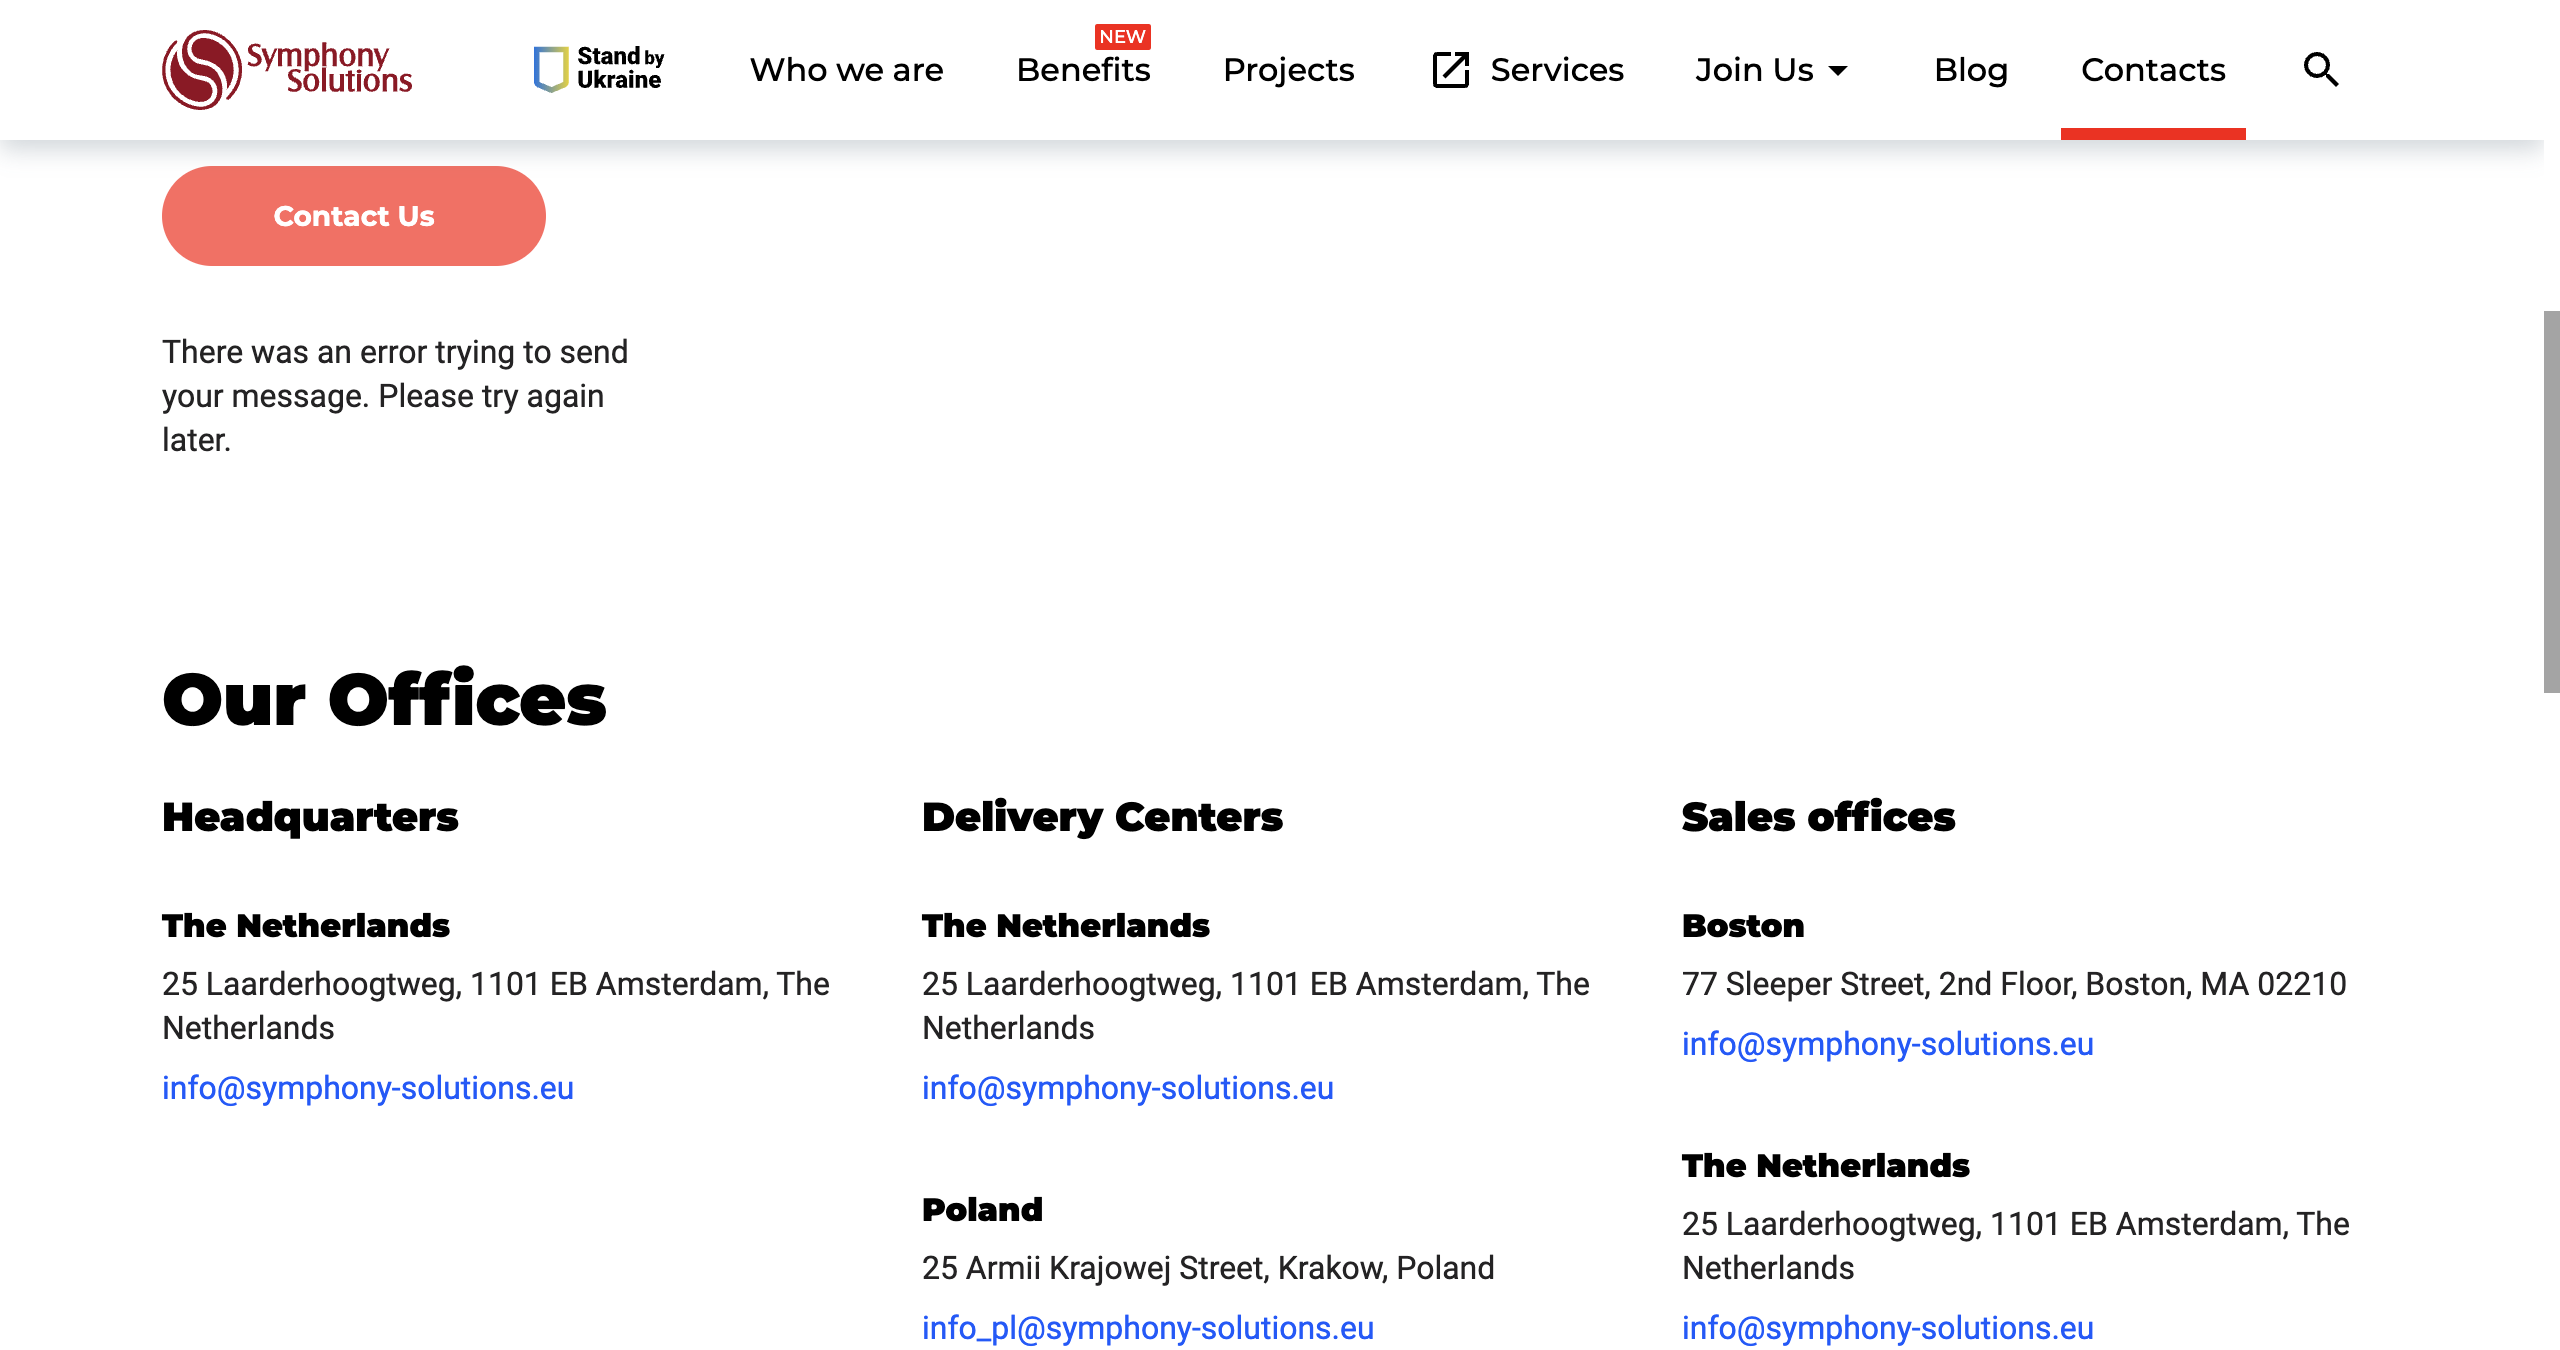 Symphony
Solutions
Stand by
Ukraine
Who we are
NEW
Benefits
Projects
Services
Join Us
Blog
Contacts
Contact Us
There was an error trying to send
your message. Please try again
later.
Our Offices
Headquarters
The Netherlands
25 Laarderhoogtweg, 1101 EB Amsterdam, The
Netherlands
info@symphony-solutions.eu
Delivery Centers
The Netherlands
25 Laarderhoogtweg, 1101 EB Amsterdam, The
Netherlands
info@symphony-solutions.eu
Poland
25 Armii Krajowej Street, Krakow, Poland
info_pl@symphony-solutions.eu
Sales offices
Boston
77 Sleeper Street, 2nd Floor, Boston, MA 02210
info@symphony-solutions.eu
The Netherlands
25 Laarderhoogtweg, 1101 EB Amsterdam, The
Netherlands
info@symphony-solutions.eu